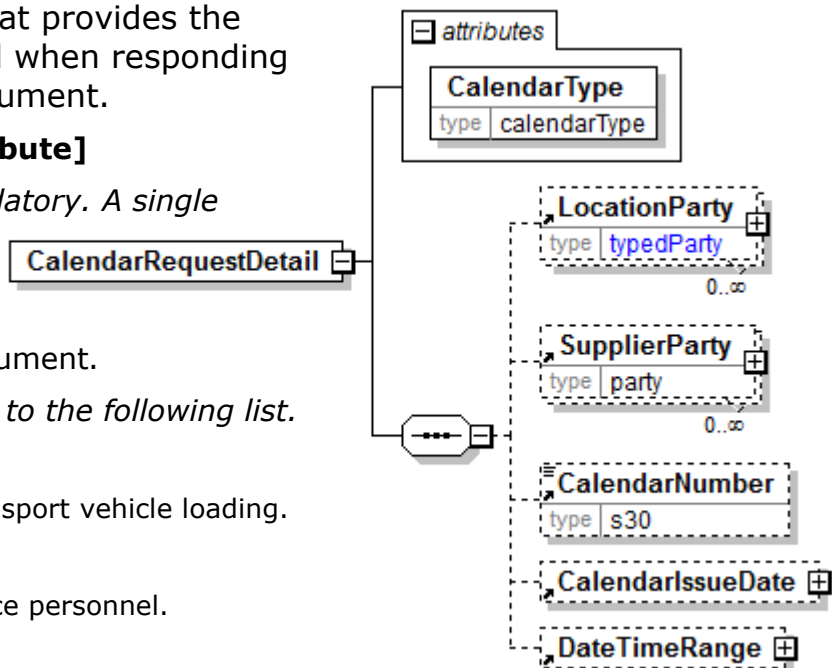 at provides the
when responding
ument.
bute]
latory. A single
ument.
to the following list.
sport vehicle loading.
ce personnel.
CalendarRequestDetail
attributes
CalendarType
type calendarType
LocationParty
type typedParty
0..∞
SupplierParty
type party
0..∞
CalendarNumber
type s30
CalendarIssueDate
DateTimeRange